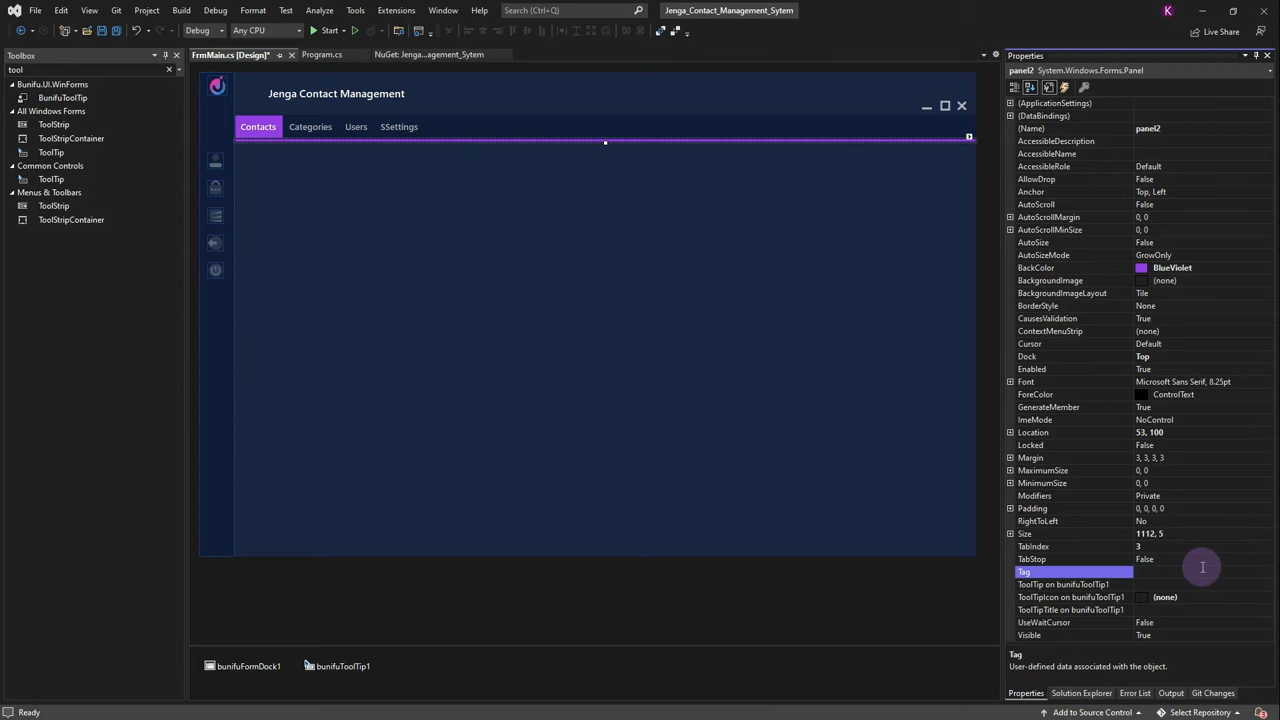 File Edit View Git Project Build Debug Format Test Analyze Tools Extensions Window Help Search (Ctrl+Q) Jenga_Contact_Management_Sytem K
Debug Any CPU Start Live Share
Toolbox
tool
Bunifu.UI.WinForms
BunifuToolTip
All Windows Forms
ToolStrip
ToolStripContainer
ToolTip
Common Controls
ToolTip
Menus & Toolbars
ToolStrip
ToolStripContainer
FrmMain.cs [Design]* Program.cs NuGet: Jenga...agement_Sytem
Jenga Contact Management
Contacts Categories Users SSettings
bunifuFormDock1 bunifuToolTip1
Properties
panel2 System.Windows.Forms.Panel
(ApplicationSettings)
(DataBindings)
(Name) panel2
AccessibleDescription
AccessibleName
AccessibleRole Default
AllowDrop False
Anchor Top, Left
AutoScroll False
AutoScrollMargin 0, 0
AutoScrollMinSize 0, 0
AutoSize False
AutoSizeMode GrowOnly
BackColor BlueViolet
BackgroundImage (none)
BackgroundImageLayout Tile
BorderStyle None
CausesValidation True
ContextMenuStrip (none)
Cursor Default
Dock Top
Enabled True
Font Microsoft Sans Serif, 8.25pt
ForeColor ControlText
GenerateMember True
ImeMode NoControl
Location 53, 100
Locked False
Margin 3, 3, 3, 3
MaximumSize 0, 0
MinimumSize 0, 0
Modifiers Private
Padding 0, 0, 0, 0
RightToLeft No
Size 1112, 5
TabIndex 3
TabStop False
Tag
ToolTip on bunifuToolTip1
ToolTipIcon on bunifuToolTip1 (none)
ToolTipTitle on bunifuToolTip1
UseWaitCursor False
Visible True
Tag
User-defined data associated with the object.
Properties Solution Explorer Error List Output Git Changes
Ready Add to Source Control Select Repository